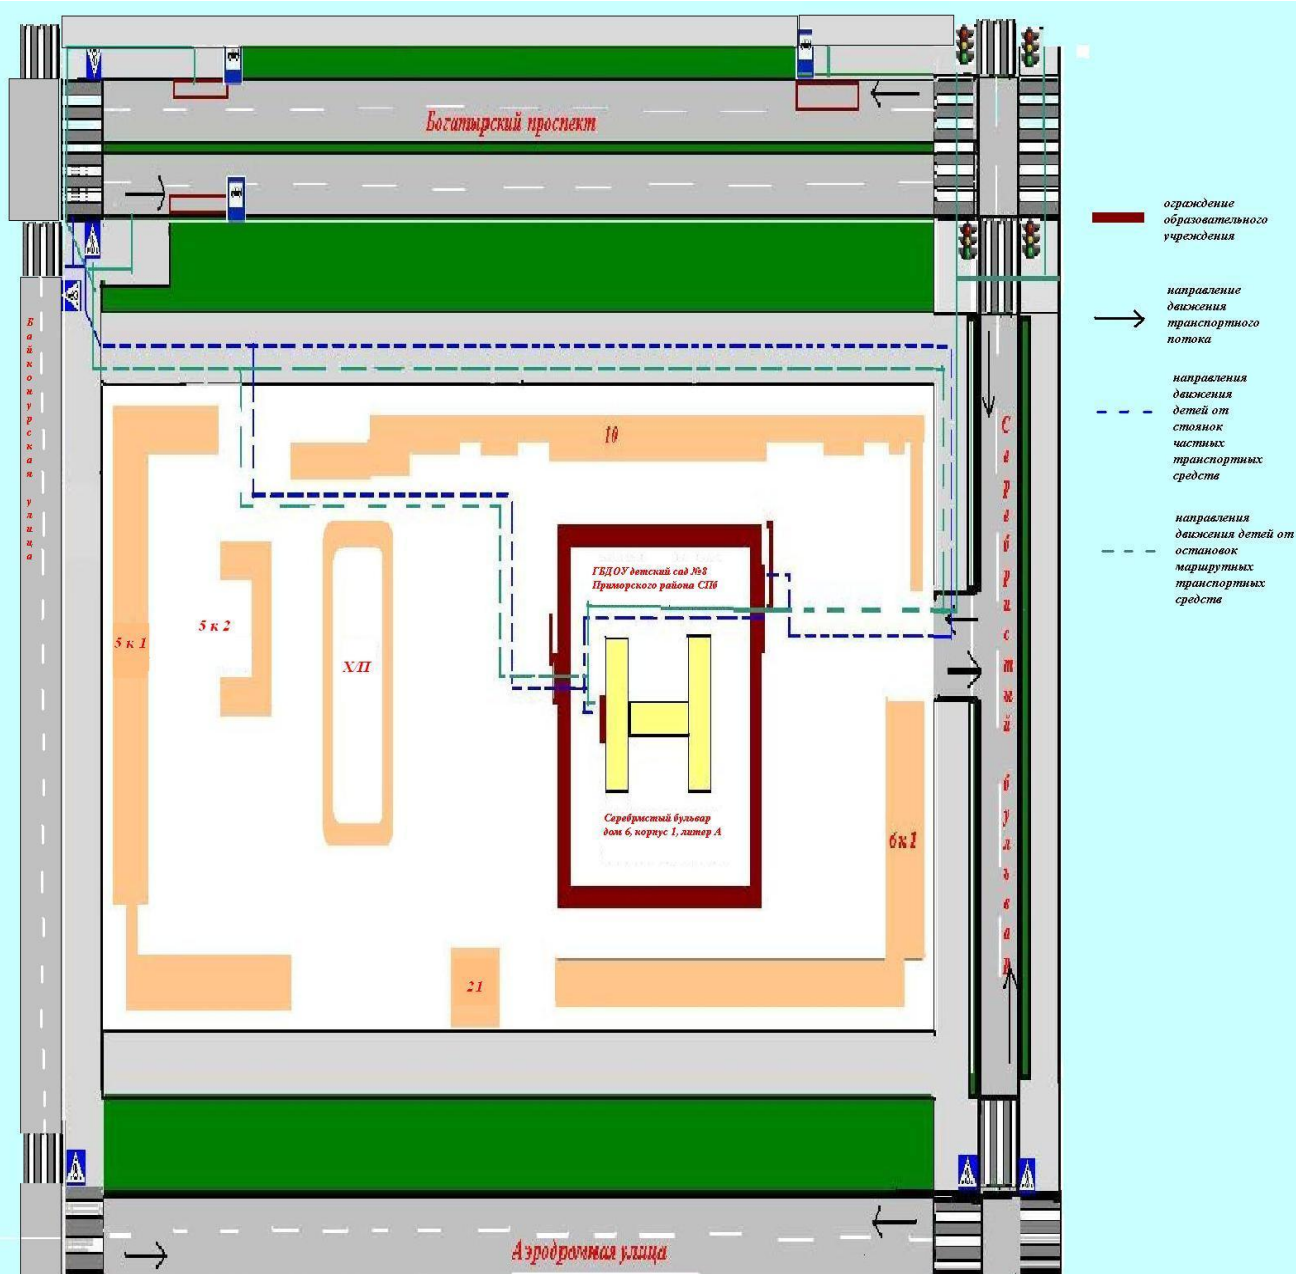 Богатырский проспект
ограждение
образовательного
учреждения
направление
движения
транспортного
потока
Байконурская улица
направления
движения
детей от
стоянок
частных
транспортных
средств
10
Серебристый бульвар
направления
движения детей от
остановок
маршрутных
транспортных
средств
ГБДОУ детский сад №8
Приморского района СПб
5 к 1
5 к 2
Х/П
Серебристый бульвар
дом 6, корпус 1, литер А
6к1
21
Аэродромная улица